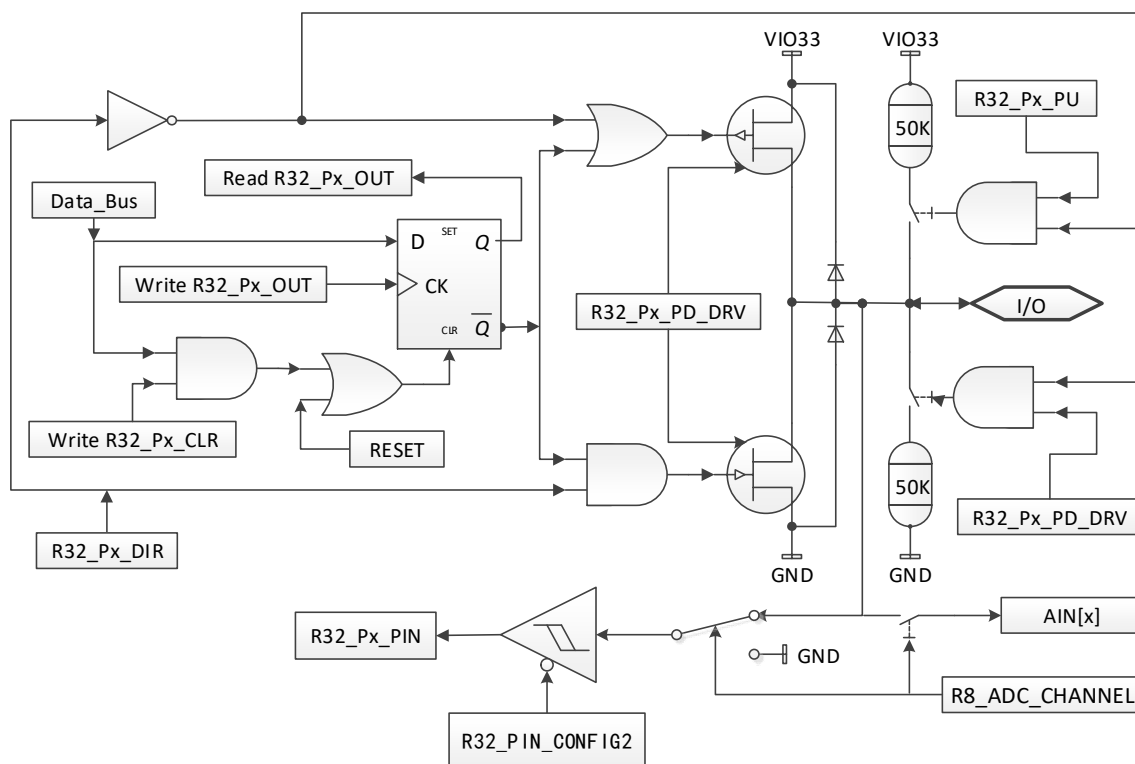 VIO33
VIO33
R32_Px_PU
50K
Read R32_Px_OUT
Data_Bus
D
SET
Q
Write R32_Px_OUT
CK
R32_Px_PD_DRV
I/O
CLR
Q
Write R32_Px_CLR
RESET
50K
R32_Px_PD_DRV
R32_Px_DIR
GND
GND
R32_Px_PIN
AIN[x]
GND
R8_ADC_CHANNEL
R32_PIN_CONFIG2